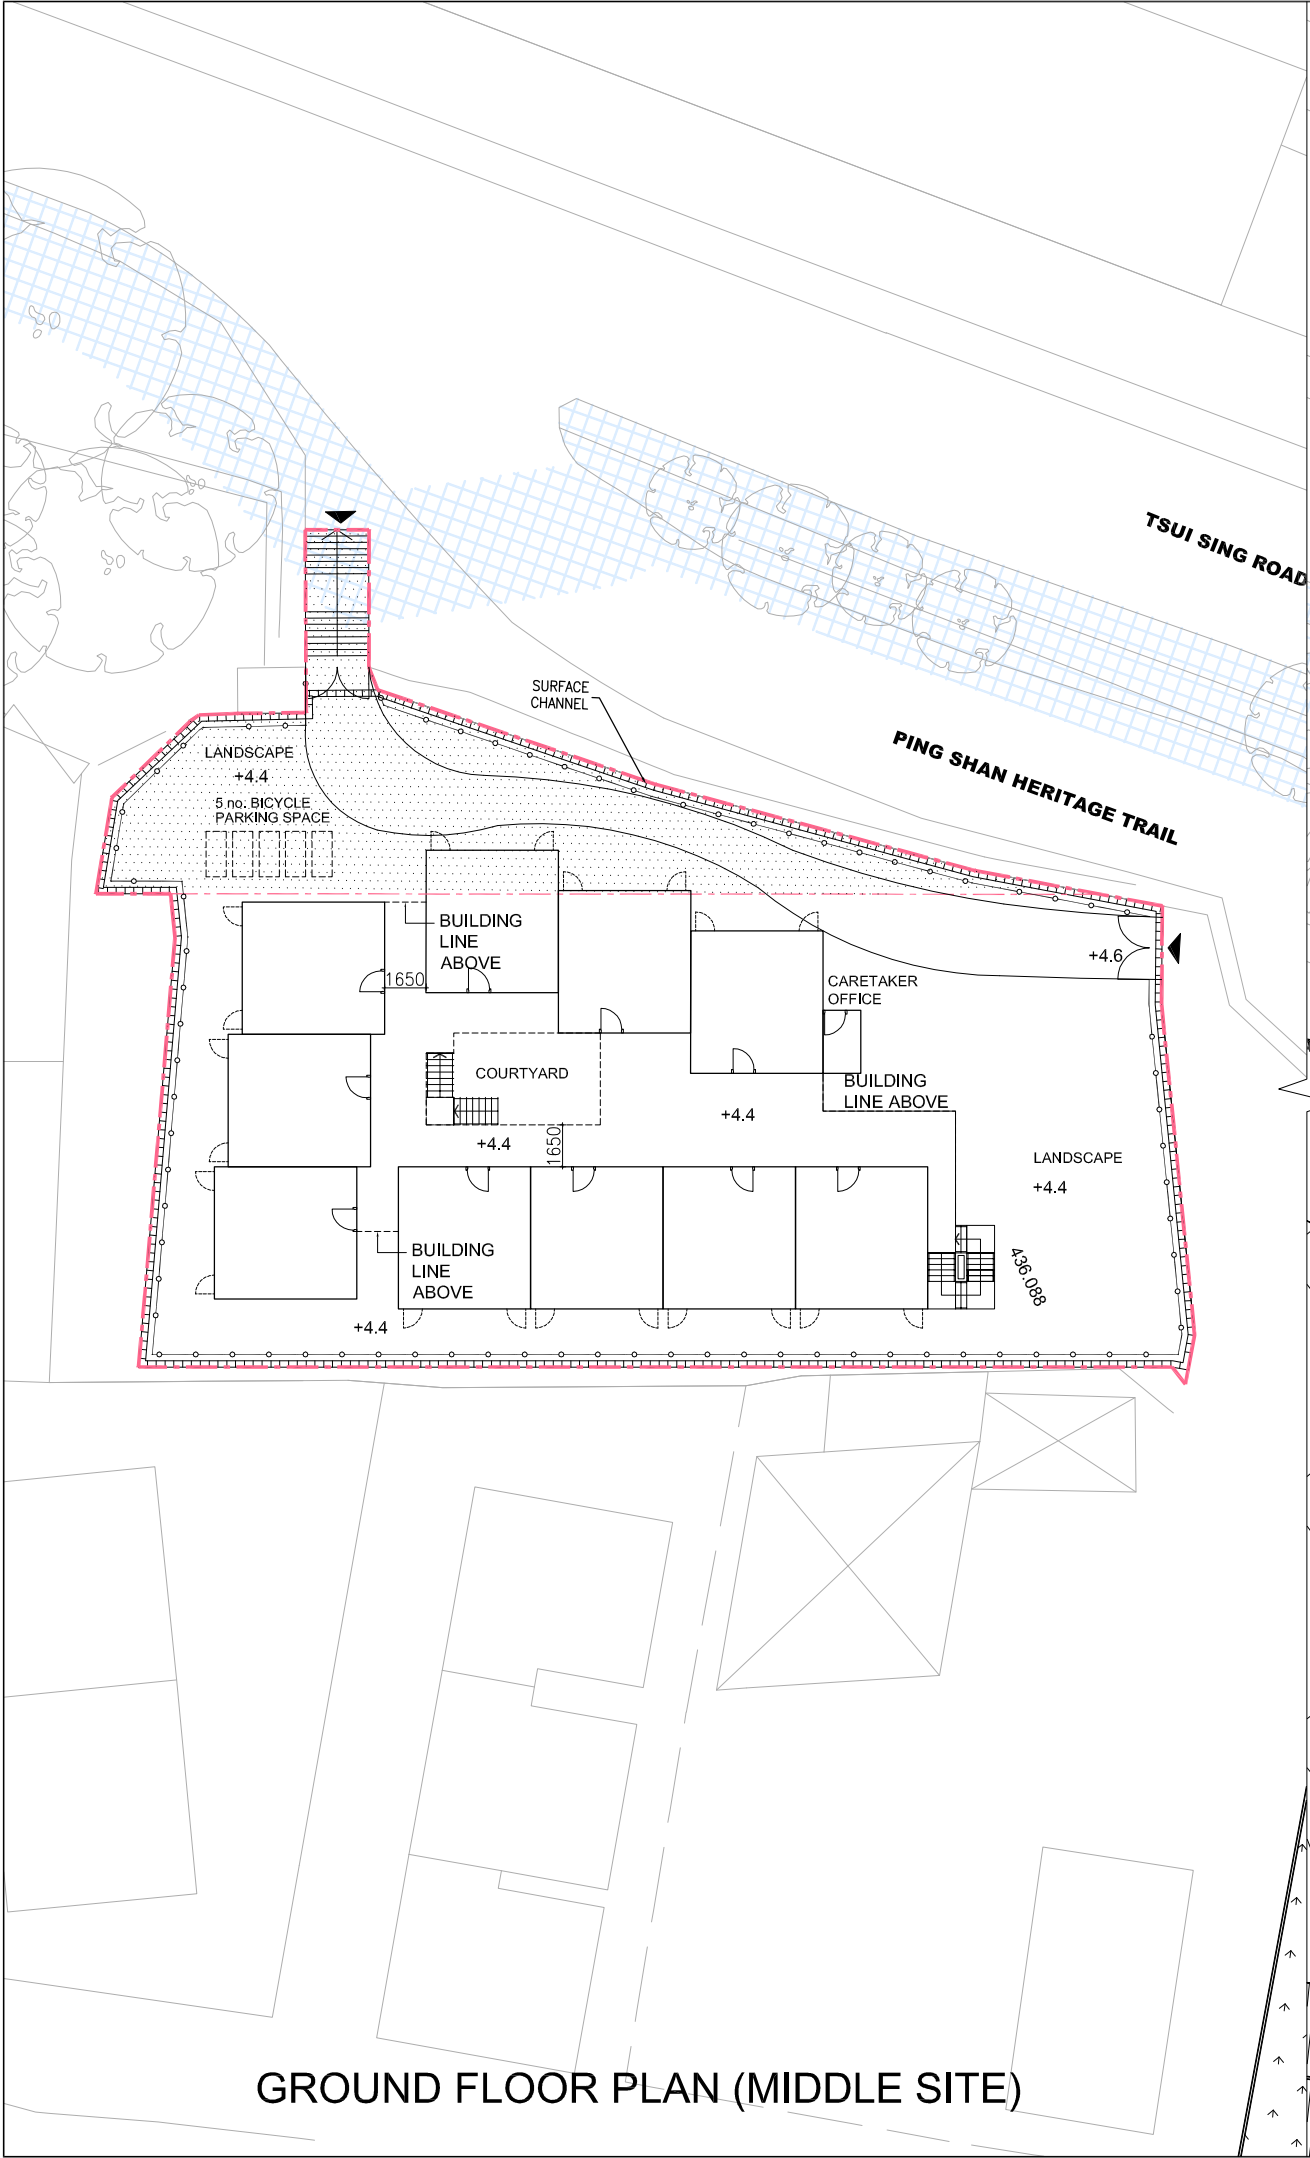 TSUI SING ROAD
SURFACE
CHANNEL
PING SHAN HERITAGE TRAIL
LANDSCAPE
+4.4
5 no. BICYCLE
PARKING SPACE
BUILDING
LINE
ABOVE
1650
+4.6
CARETAKER
OFFICE
COURTYARD
BUILDING
LINE ABOVE
+4.4
+4.4
1650
LANDSCAPE
+4.4
BUILDING
LINE
ABOVE
436.088
+4.4
GROUND FLOOR PLAN (MIDDLE SITE)